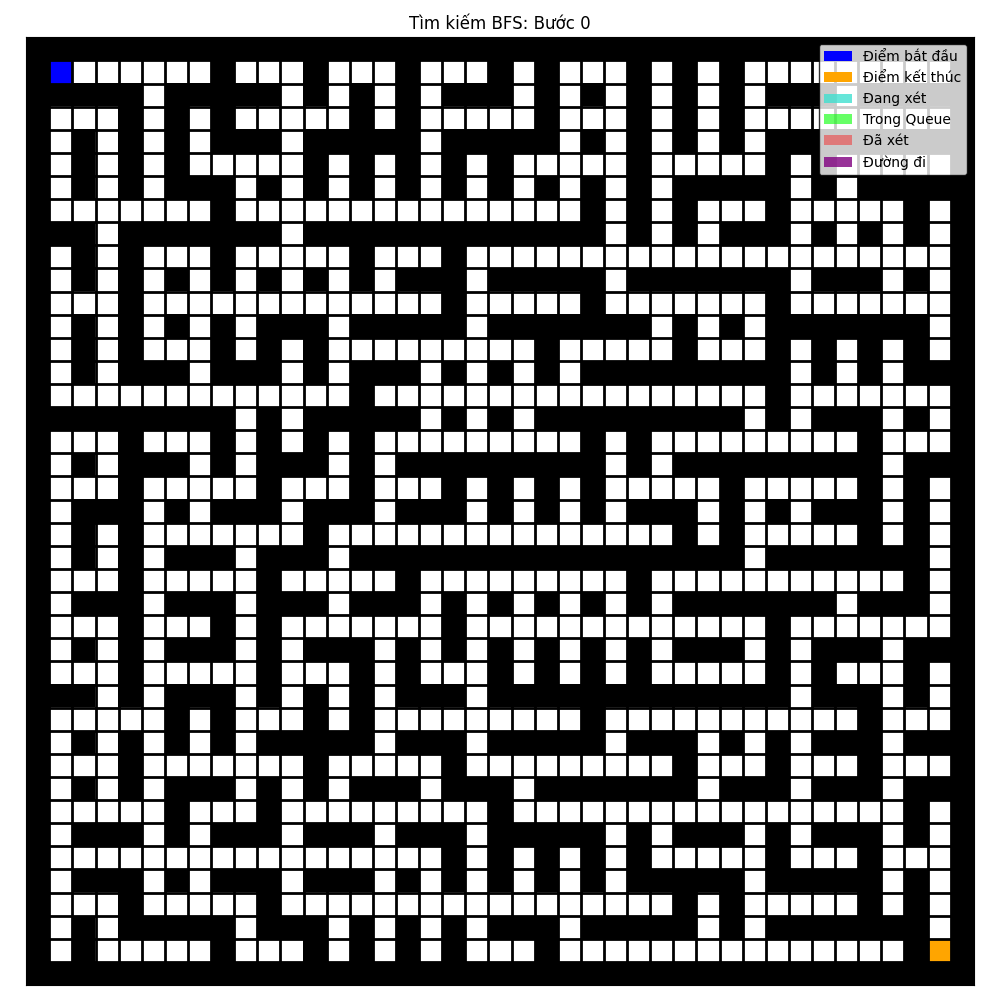 Tìm kiếm BFS: Bước 0
Điểm bắt đầu
Điểm kết thúc
Đang xét
Trong Queue
Đã xét
Đường đi